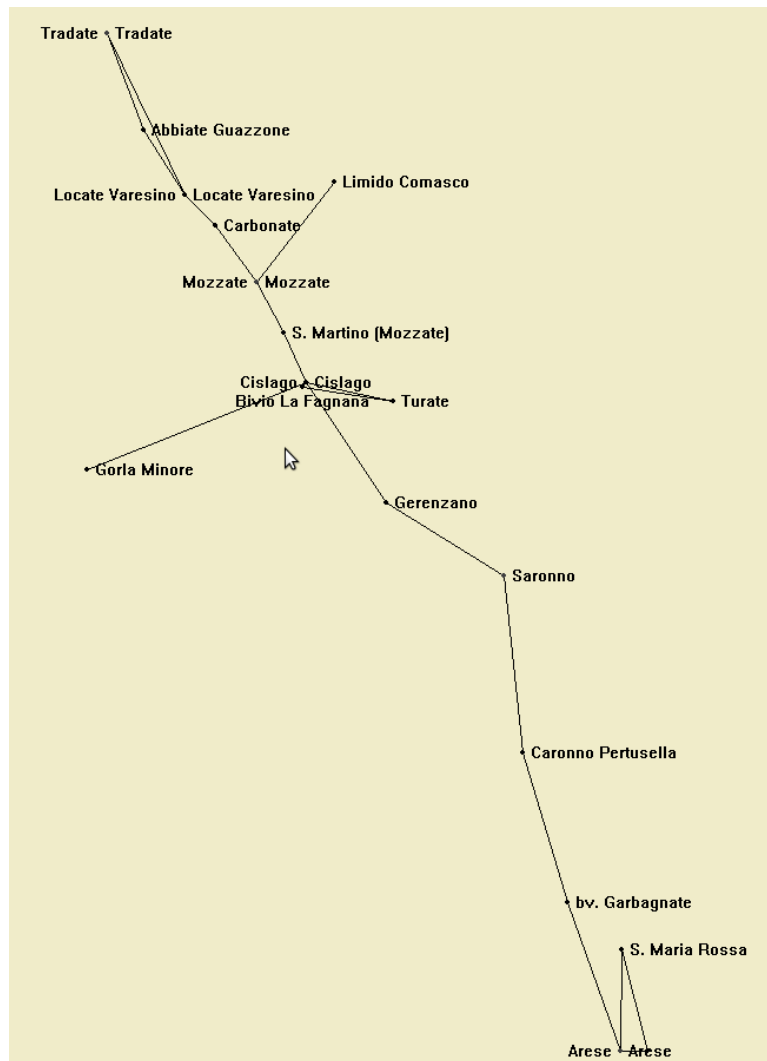 Tradate Tradate
Abbiate Guazzone
Limido Comasco
Locate Varesino Locate Varesino
Carbonate
Mozzate Mozzate
S. Martino (Mozzate)
Cislago Cislago
Bivio La Fagnana Turate
Gorla Minore
Gerenzano
Saronno
Caronno Pertusella
bv. Garbagnate
S. Maria Rossa
Arese Arese